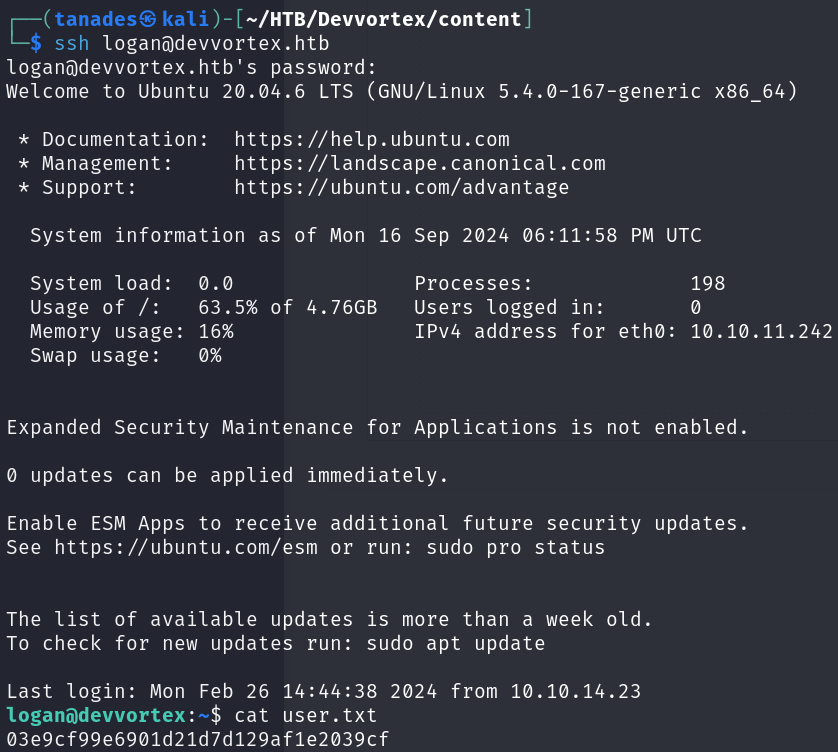 ┌──(tanades㉿kali)-[~/HTB/Devvortex/content]
└─$ ssh logan@devvortex.htb
logan@devvortex.htb's password:
Welcome to Ubuntu 20.04.6 LTS (GNU/Linux 5.4.0-167-generic x86_64)

 * Documentation:  https://help.ubuntu.com
 * Management:     https://landscape.canonical.com
 * Support:        https://ubuntu.com/advantage

  System information as of Mon 16 Sep 2024 06:11:58 PM UTC

  System load:  0.0               Processes:             198
  Usage of /:   63.5% of 4.76GB   Users logged in:       0
  Memory usage: 16%               IPv4 address for eth0: 10.10.11.242
  Swap usage:   0%


Expanded Security Maintenance for Applications is not enabled.

0 updates can be applied immediately.

Enable ESM Apps to receive additional future security updates.
See https://ubuntu.com/esm or run: sudo pro status


The list of available updates is more than a week old.
To check for new updates run: sudo apt update

Last login: Mon Feb 26 14:44:38 2024 from 10.10.14.23
logan@devvortex:~$ cat user.txt
03e9cf99e6901d21d7d129af1e2039cf